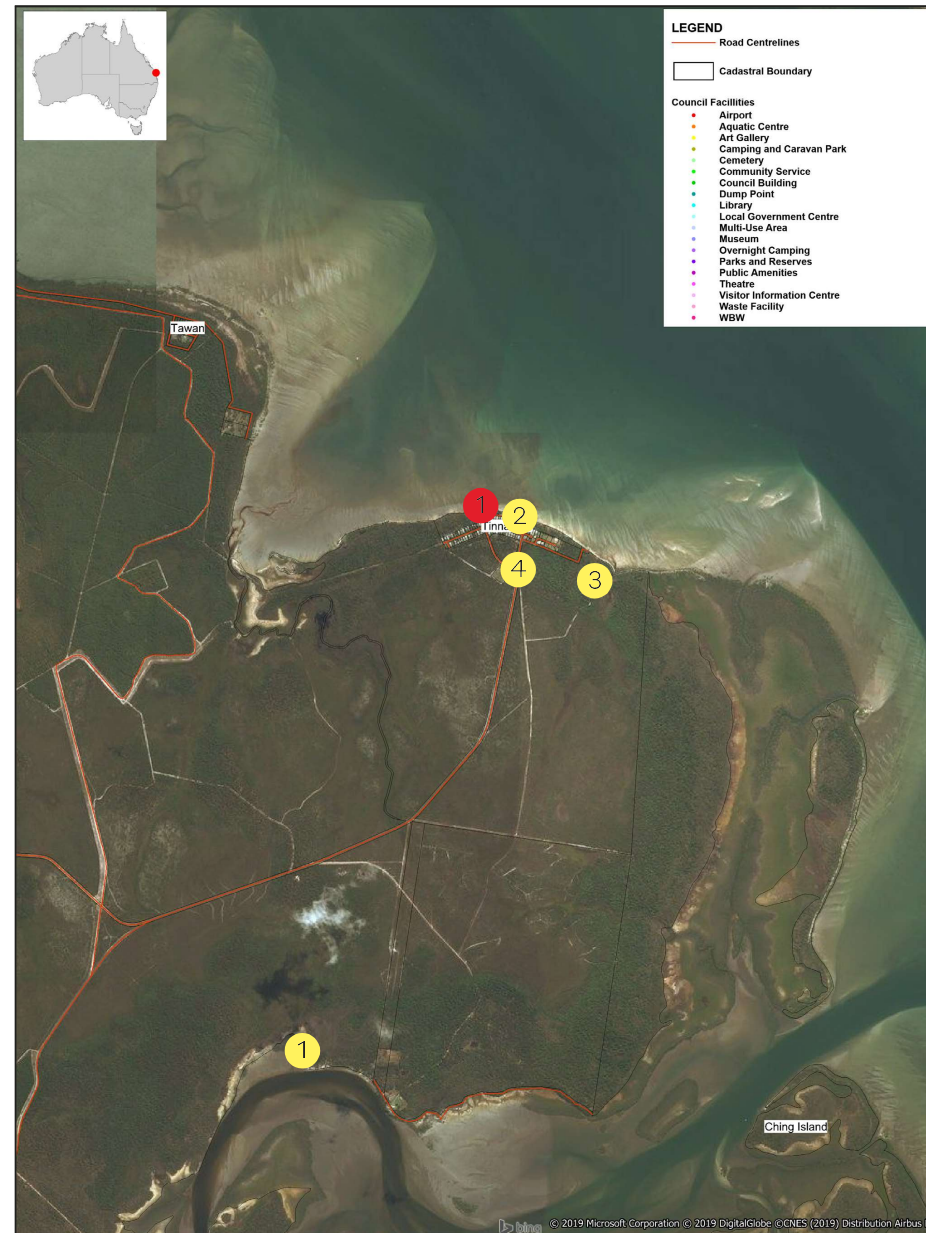 LEGEND
Road Centrelines
Cadastral Boundary
Council Facillities
Airport
Aquatic Centre
Art Gallery
Camping and Caravan Park
Cemetery
Community Service
Council Building
Dump Point
Library
Local Government Centre
Multi-Use Area
Museum
Overnight Camping
Parks and Reserves
Public Amenities
Theatre
Visitor Information Centre
Waste Facility
WBW
Tawan
1
2
Tinna
4
3
1
Ching Island
bing
© 2019 Microsoft Corporation © 2019 DigitalGlobe ©CNES (2019) Distribution Airbus